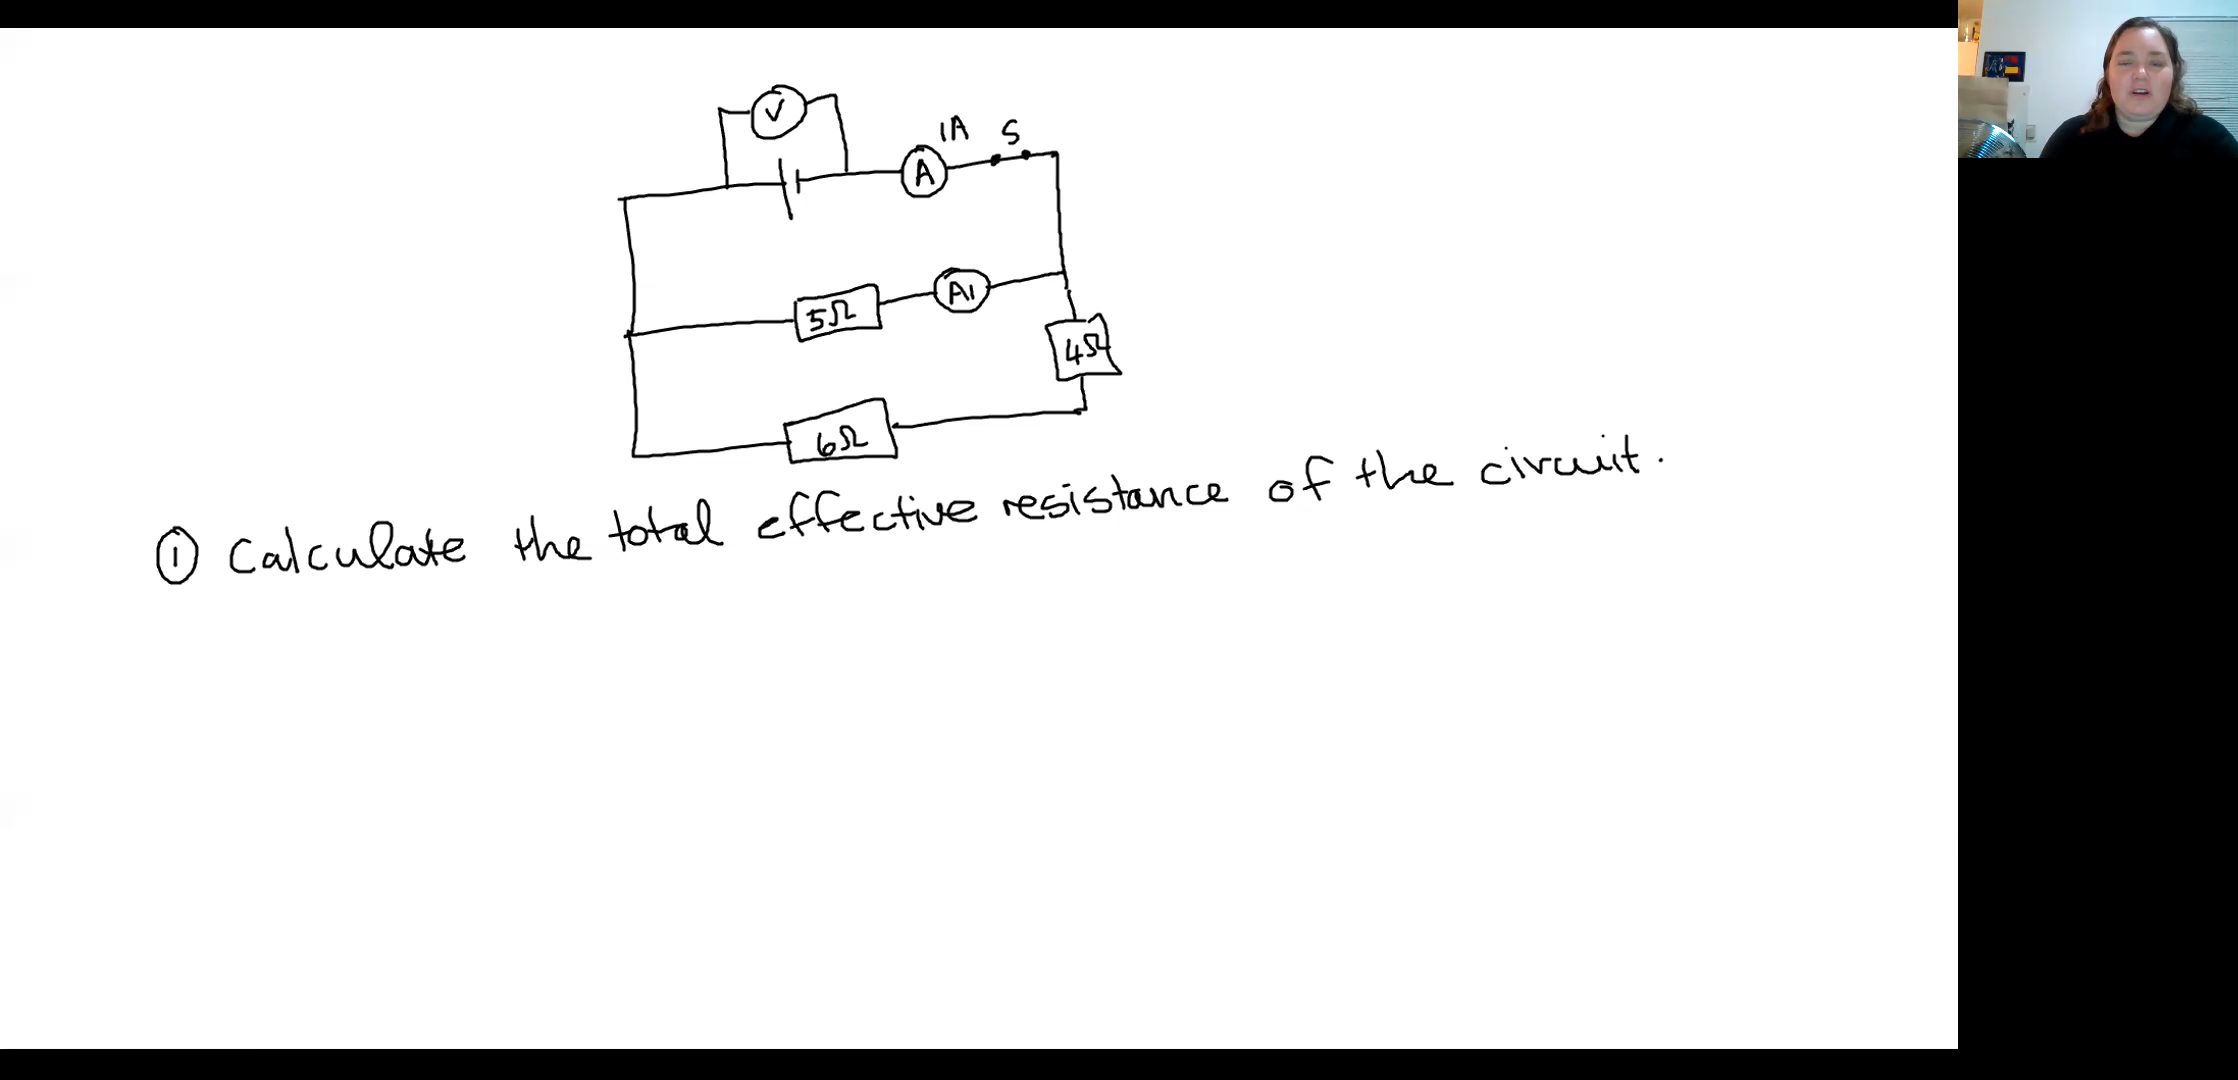 V
1A S
A
5Ω A1
4Ω
6Ω
① Calculate the total effective resistance of the circuit.